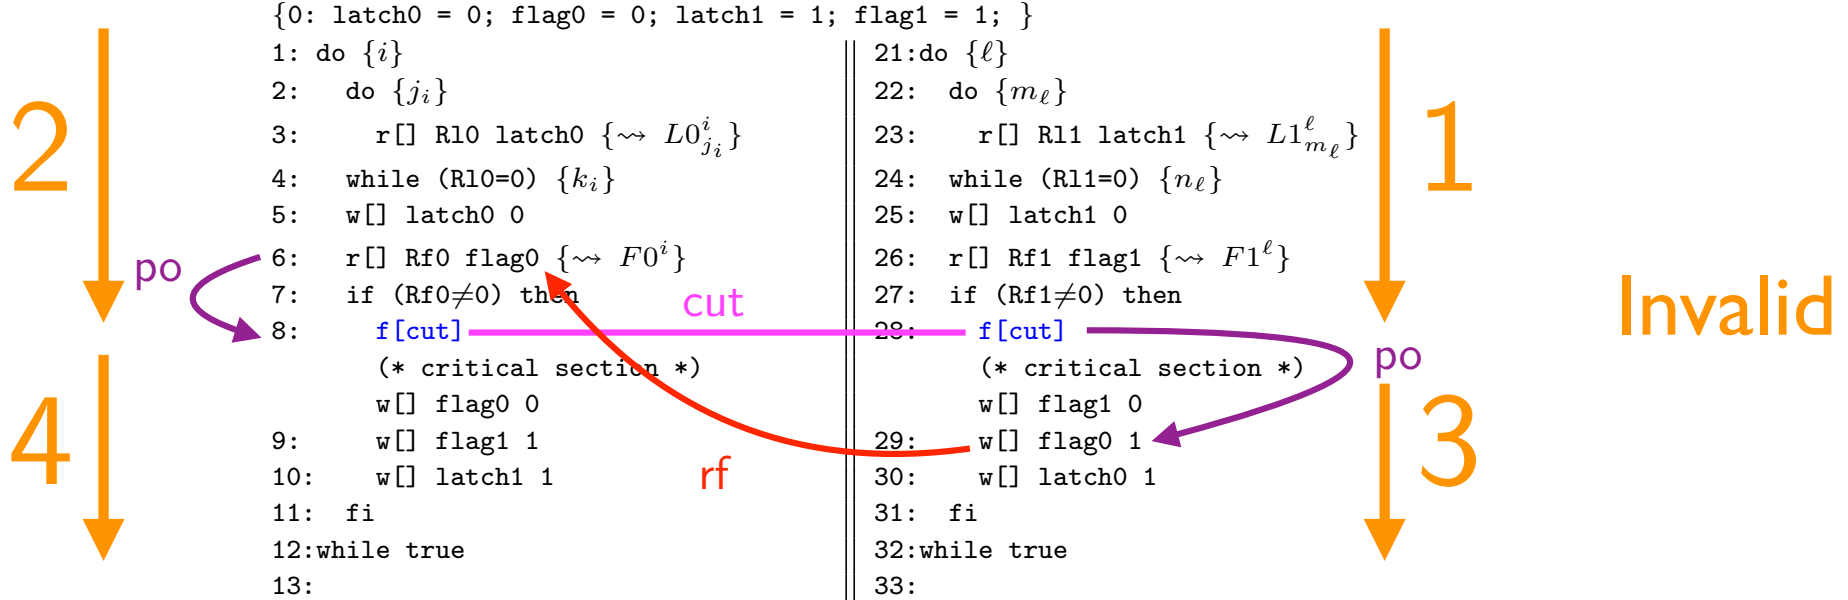 {0: latch0 = 0; flag0 = 0; latch1 = 1; flag1 = 1; }
1: do {i}
2: do {j_i}
3: r[] Rl0 latch0 {⇝ L0^i_{j_i}}
4: while (Rl0=0) {k_i}
5: w[] latch0 0
6: r[] Rf0 flag0 {⇝ F0^i}
7: if (Rf0≠0) then
8: f[cut]
(* critical section *)
w[] flag0 0
9: w[] flag1 1
10: w[] latch1 1
11: fi
12:while true
13:
21:do {ℓ}
22: do {m_ℓ}
23: r[] Rl1 latch1 {⇝ L1^ℓ_{m_ℓ}}
24: while (Rl1=0) {n_ℓ}
25: w[] latch1 0
26: r[] Rf1 flag1 {⇝ F1^ℓ}
27: if (Rf1≠0) then
28: f[cut]
(* critical section *)
w[] flag1 0
29: w[] flag0 1
30: w[] latch0 1
31: fi
32:while true
33:
2
4
po
cut
rf
po
1
3
Invalid